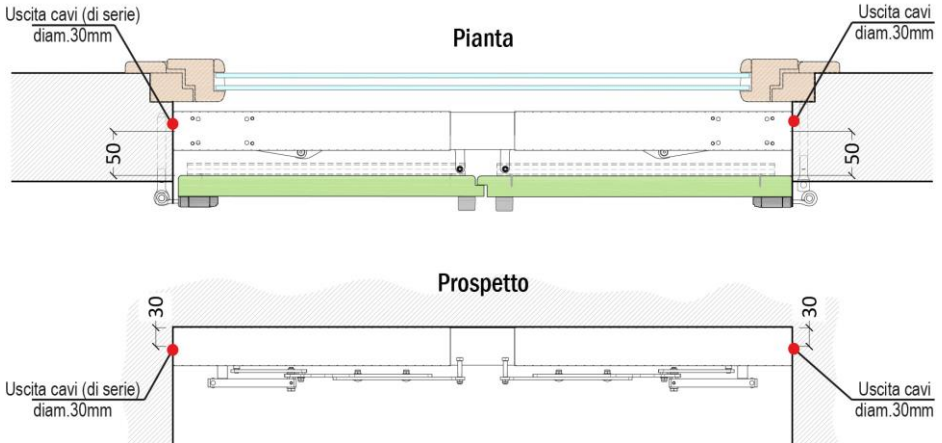 Uscita cavi (di serie)
diam.30mm
Pianta
Uscita cavi
diam.30mm
50
50
Prospetto
30
30
Uscita cavi (di serie)
diam.30mm
Uscita cavi
diam.30mm